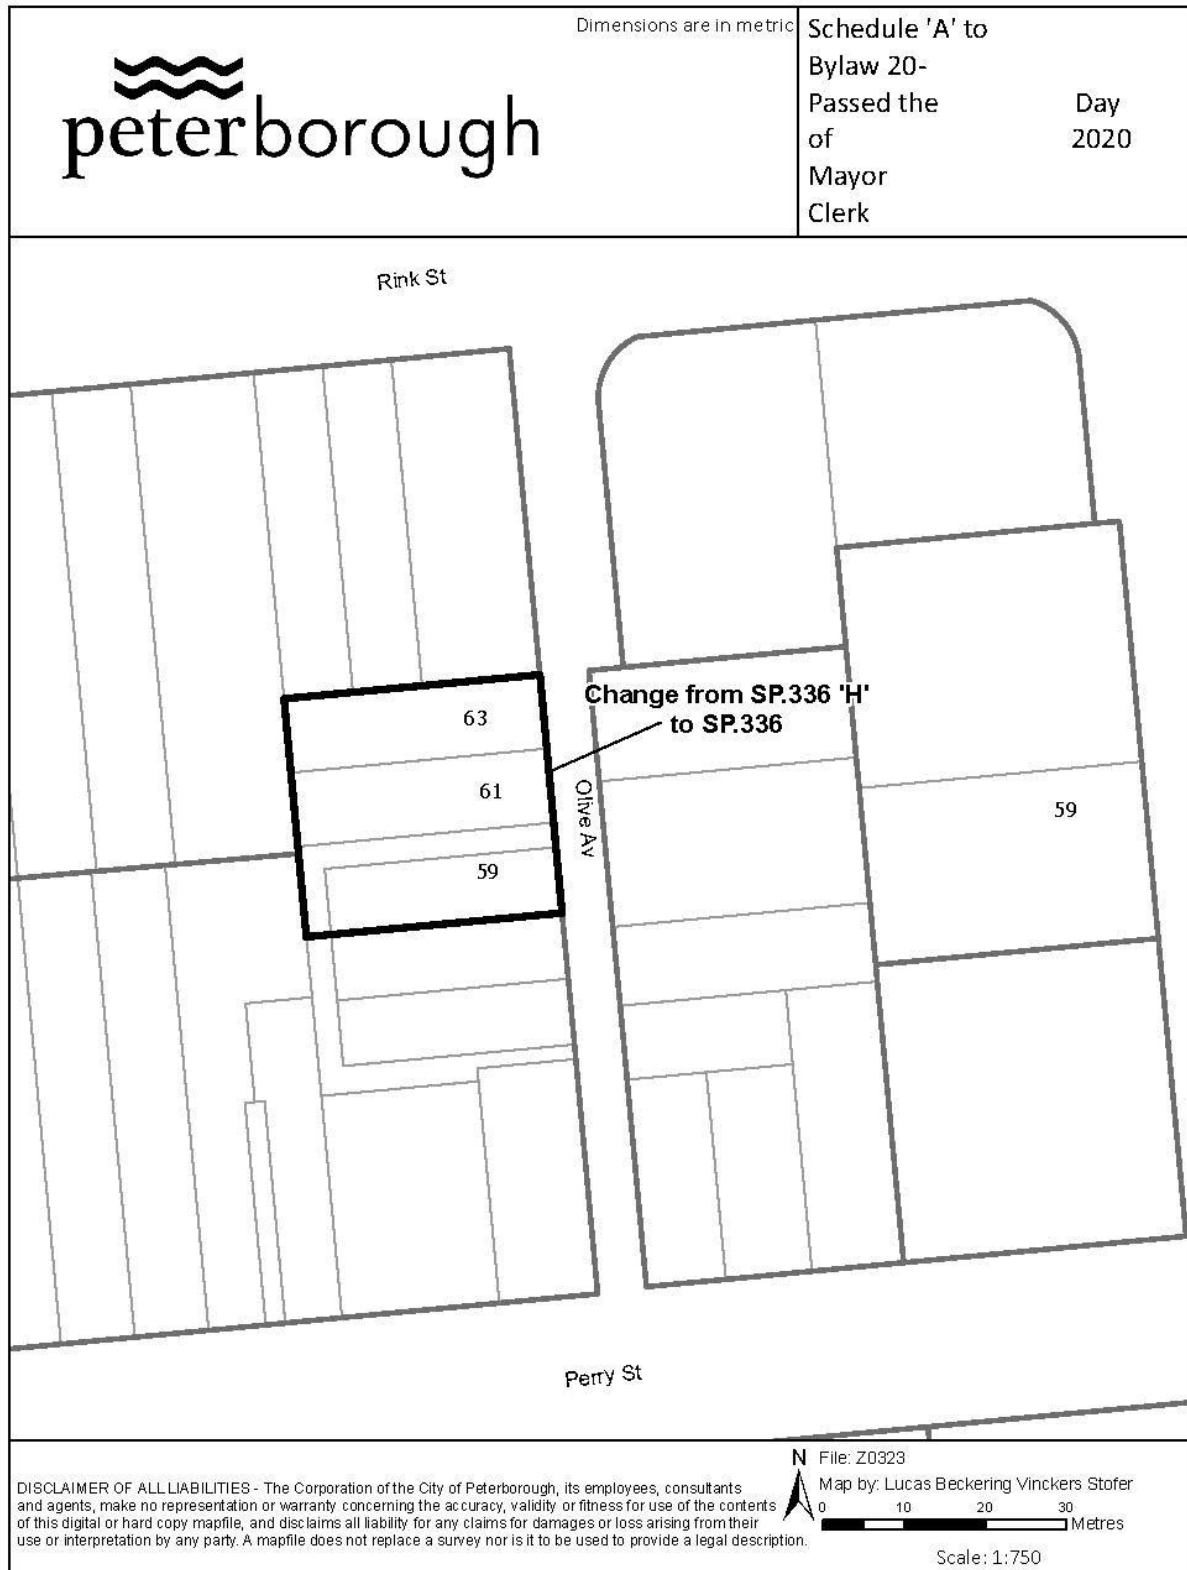 Dimensions are in metric
peterborough
Schedule 'A' to
Bylaw 20-
Passed the Day
of 2020
Mayor
Clerk
Rink St
Change from SP.336 'H'
to SP.336
63
61
59
Olive Av
59
Perry St
DISCLAIMER OF ALL LIABILITIES - The Corporation of the City of Peterborough, its employees, consultants
and agents, make no representation or warranty concerning the accuracy, validity or fitness for use of the contents
of this digital or hard copy mapfile, and disclaims all liability for any claims for damages or loss arising from their
use or interpretation by any party. A mapfile does not replace a survey nor is it to be used to provide a legal description.
N
File: Z0323
Map by: Lucas Beckering Vinckers Stofer
0 10 20 30
Metres
Scale: 1:750